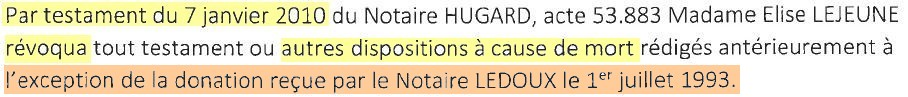 Par testament du 7 janvier 2010 du Notaire HUGARD, acte 53.883 Madame Elise LEJEUNE
révoqua tout testament ou autres dispositions à cause de mort rédigés antérieurement à
l’exception de la donation reçue par le Notaire LEDOUX le 1er juillet 1993.